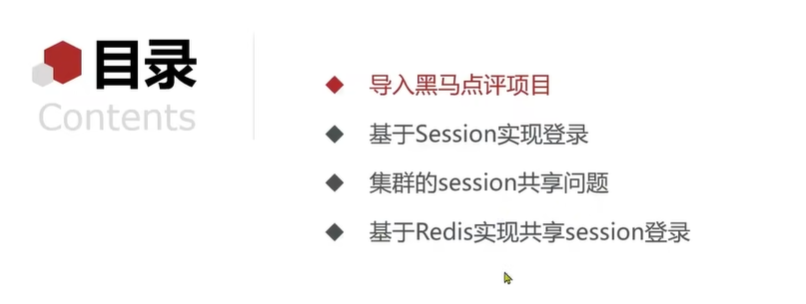 目录
Contents
导入黑马点评项目
基于Session实现登录
集群的session共享问题
基于Redis实现共享session登录